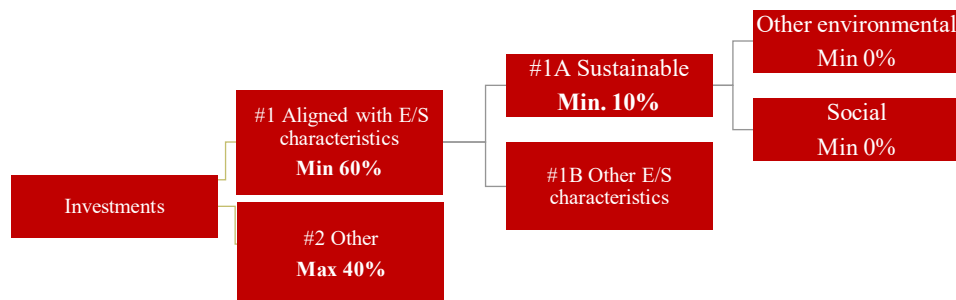 Investments
#1 Aligned with E/S
characteristics
Min 60%
#2 Other
Max 40%
#1A Sustainable
Min. 10%
#1B Other E/S
characteristics
Other environmental
Min 0%
Social
Min 0%